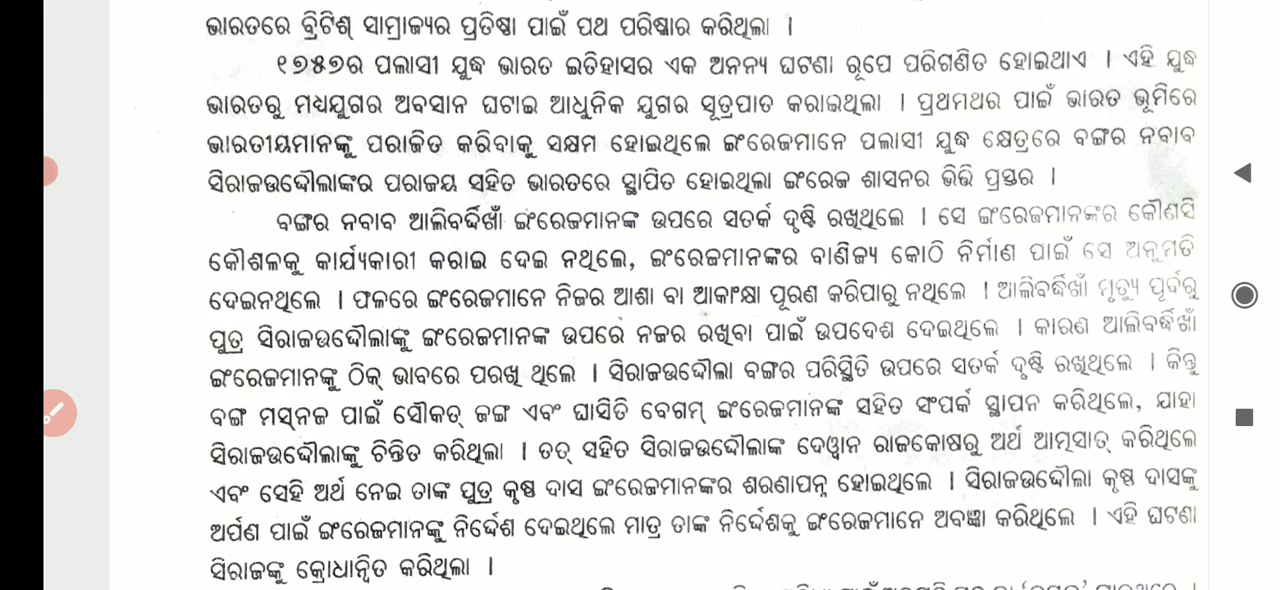 ଭାରତରେ ବ୍ରିଟିଶ୍ ସାମ୍ରାଜ୍ୟର ପ୍ରତିଷ୍ଠା ପାଇଁ ପଥ ପରିଷ୍କାର କରିଥିଲା ।
୧୭୫୭ର ପଲାସୀ ଯୁଦ୍ଧ ଭାରତ ଇତିହାସର ଏକ ଅନନ୍ୟ ଘଟଣା ରୂପେ ପରିଗଣିତ ହୋଇଥାଏ । ଏହି ଯୁଦ୍ଧ
ଭାରତରୁ ମଧ୍ୟଯୁଗର ଅବସାନ ଘଟାଇ ଆଧୁନିକ ଯୁଗର ସୂତ୍ରପାତ କରାଇଥିଲା । ପ୍ରଥମଥର ପାଇଁ ଭାରତ ଭୂମିରେ
ଭାରତୀୟମାନଙ୍କୁ ପରାଜିତ କରିବାକୁ ସକ୍ଷମ ହୋଇଥିଲେ ଇଂରେଜମାନେ ପଲାସୀ ଯୁଦ୍ଧ କ୍ଷେତ୍ରରେ ବଙ୍ଗର ନବାବ
ସିରାଜଉଦ୍ଦୌଲାଙ୍କର ପରାଜୟ ସହିତ ଭାରତରେ ସ୍ଥାପିତ ହୋଇଥିଲା ଇଂରେଜ ଶାସନର ଭିତ୍ତି ପ୍ରସ୍ତର ।
ବଙ୍ଗର ନବାବ ଆଲିବର୍ଦ୍ଦିଖାଁ ଇଂରେଜମାନଙ୍କ ଉପରେ ସତର୍କ ଦୃଷ୍ଟି ରଖିଥିଲେ । ସେ ଇଂରେଜମାନଙ୍କର କୌଣସି
କୌଶଳକୁ କାର୍ଯ୍ୟକାରୀ କରାଇ ଦେଇ ନଥିଲେ, ଇଂରେଜମାନଙ୍କର ବାଣିଜ୍ୟ କୋଠି ନିର୍ମାଣ ପାଇଁ ସେ ଅନୁମତି
ଦେଇନଥିଲେ । ଫଳରେ ଇଂରେଜମାନେ ନିଜର ଆଶା ବା ଆକାଂକ୍ଷା ପୂରଣ କରିପାରୁ ନଥିଲେ । ଆଲିବର୍ଦ୍ଧିଖାଁ ମୃତ୍ୟୁ ପୂର୍ବରୁ
ପୁତ୍ର ସିରାଜଉଦ୍ଦୌଲାଙ୍କୁ ଇଂରେଜମାନଙ୍କ ଉପରେ ନଜର ରଖିବା ପାଇଁ ଉପଦେଶ ଦେଇଥିଲେ । କାରଣ ଆଲିବର୍ଦ୍ଧିଖାଁ
ଇଂରେଜମାନଙ୍କୁ ଠିକ୍ ଭାବରେ ପରଖି ଥିଲେ । ସିରାଜଉଦ୍ଦୌଲା ବଙ୍ଗର ପରିସ୍ଥିତି ଉପରେ ସତର୍କ ଦୃଷ୍ଟି ରଖିଥିଲେ । କିନ୍ତୁ
ବଙ୍ଗ ମସ୍‌ନଜ ପାଇଁ ସୌକତ୍ ଜଙ୍ଗ ଏବଂ ଘାସିତି ବେଗମ୍ ଇଂରେଜମାନଙ୍କ ସହିତ ସଂପର୍କ ସ୍ଥାପନ କରିଥିଲେ, ଯାହା
ସିରାଜଉଦ୍ଦୌଲାଙ୍କୁ ଚିନ୍ତିତ କରିଥିଲା । ତତ୍ ସହିତ ସିରାଜଉଦ୍ଦୌଲାଙ୍କ ଦେୱାନ ରାଜକୋଷରୁ ଅର୍ଥ ଆତ୍ମସାତ୍ କରିଥିଲେ
ଏବଂ ସେହି ଅର୍ଥ ନେଇ ତାଙ୍କ ପୁତ୍ର କୃଷ୍ଣ ଦାସ ଇଂରେଜମାନଙ୍କର ଶରଣାପନ୍ନ ହୋଇଥିଲେ । ସିରାଜଉଦ୍ଦୌଲା କୃଷ୍ଣ ଦାସଙ୍କୁ
ଅର୍ପଣ ପାଇଁ ଇଂରେଜମାନଙ୍କୁ ନିର୍ଦ୍ଦେଶ ଦେଇଥିଲେ ମାତ୍ର ତାଙ୍କ ନିର୍ଦ୍ଦେଶକୁ ଇଂରେଜମାନେ ଅବଜ୍ଞା କରିଥିଲେ । ଏହି ଘଟଣା
ସିରାଜଙ୍କୁ କ୍ରୋଧାନ୍ୱିତ କରିଥିଲା ।